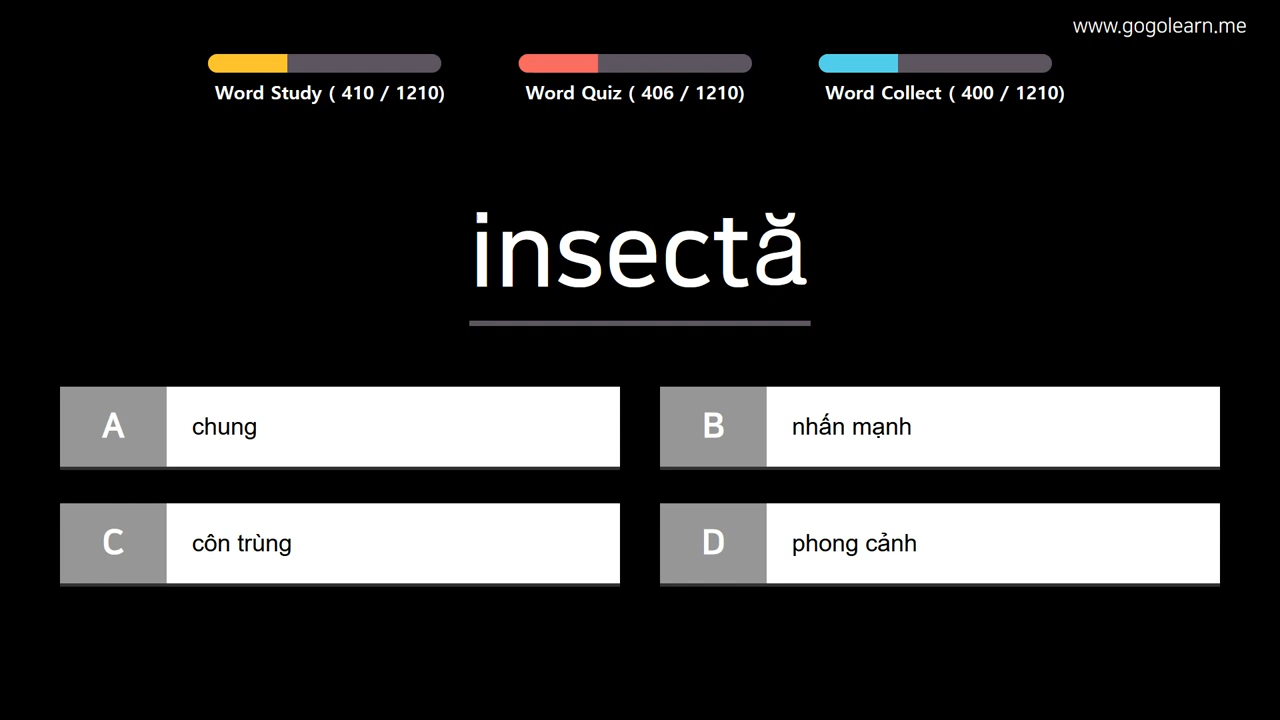 www.gogolearn.me
Word Study ( 410 / 1210)
Word Quiz ( 406 / 1210)
Word Collect ( 400 / 1210)
insectă
A chung
B nhấn mạnh
C côn trùng
D phong cảnh